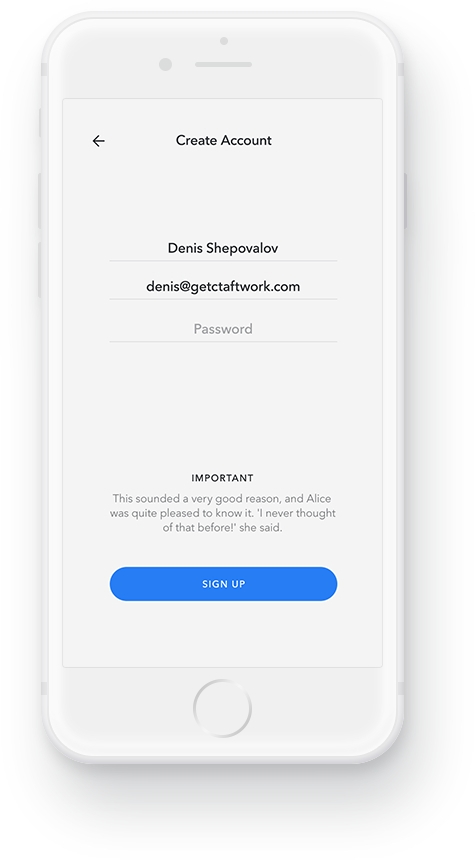 Create Account
Denis Shepovalov
denis@getctaftwork.com
Password
IMPORTANT
This sounded a very good reason, and Alice
was quite pleased to know it. 'I never thought
of that before!' she said.
SIGN UP